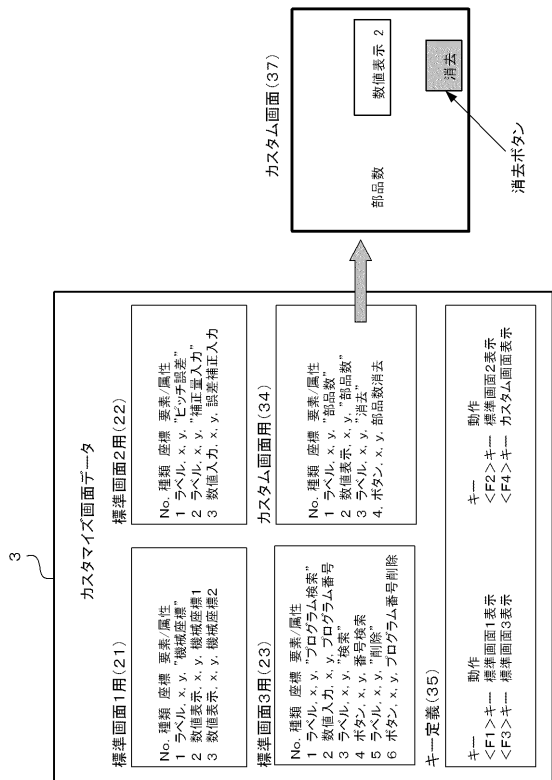 3
カスタマイズ画面データ
標準画面1用(21)
No. 種類 座標 要素/属性
1 ラベル, x, y, "機械座標"
2 数値表示, x, y, 機械座標1
3 数値表示, x, y, 機械座標2
標準画面2用(22)
No. 種類 座標 要素/属性
1 ラベル, x, y, "ピッチ誤差"
2 ラベル, x, y, "補正量入力"
3 数値入力, x, y, 誤差補正入力
標準画面3用(23)
No. 種類 座標 要素/属性
1 ラベル, x, y, "プログラム検索"
2 数値入力, x, y, プログラム番号
3 ラベル, x, y, "検索"
4 ボタン, x, y, 番号検索
5 ラベル, x, y, "削除"
6 ボタン, x, y, プログラム番号削除
カスタム画面用(34)
No. 種類 座標 要素/属性
1 ラベル, x, y, "部品数"
2 数値表示, x, y, "部品数"
3 ラベル, x, y, "消去"
4. ボタン, x, y, 部品数消去
キー定義(35)
キー 動作
<F1>キー 標準画面1表示
<F3>キー 標準画面3表示
キー 動作
<F2>キー 標準画面2表示
<F4>キー カスタム画面表示
カスタム画面(37)
部品数
数値表示 2
消去
消去ボタン